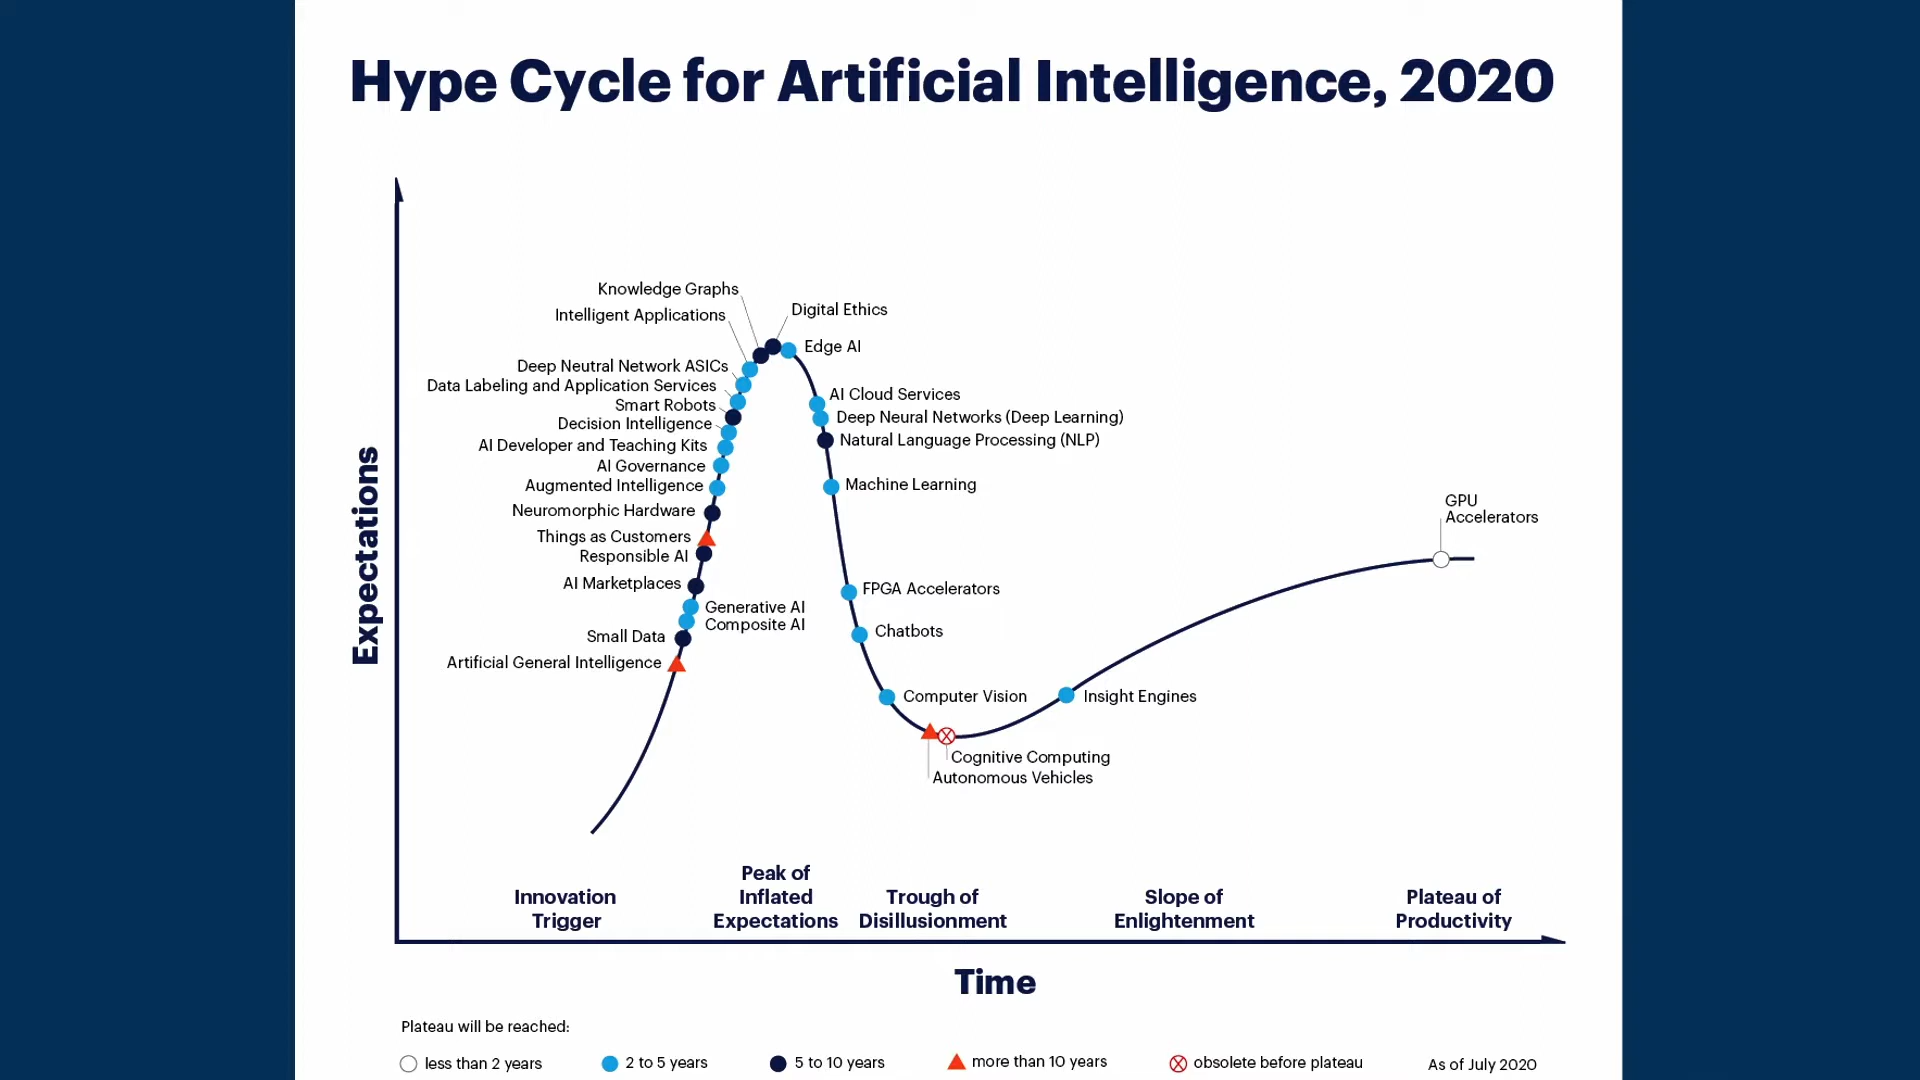 Hype Cycle for Artificial Intelligence, 2020
Expectations
Knowledge Graphs
Digital Ethics
Intelligent Applications
Edge AI
Deep Neutral Network ASICs
Data Labeling and Application Services
AI Cloud Services
Smart Robots
Deep Neural Networks (Deep Learning)
Decision Intelligence
Natural Language Processing (NLP)
AI Developer and Teaching Kits
AI Governance
Augmented Intelligence
Machine Learning
Neuromorphic Hardware
GPU
Accelerators
Things as Customers
Responsible AI
AI Marketplaces
FPGA Accelerators
Generative AI
Composite AI
Small Data
Chatbots
Artificial General Intelligence
Computer Vision
Insight Engines
Cognitive Computing
Autonomous Vehicles
Innovation
Trigger
Peak of
Inflated
Expectations
Trough of
Disillusionment
Slope of
Enlightenment
Plateau of
Productivity
Time
Plateau will be reached:
less than 2 years
2 to 5 years
5 to 10 years
more than 10 years
obsolete before plateau
As of July 2020